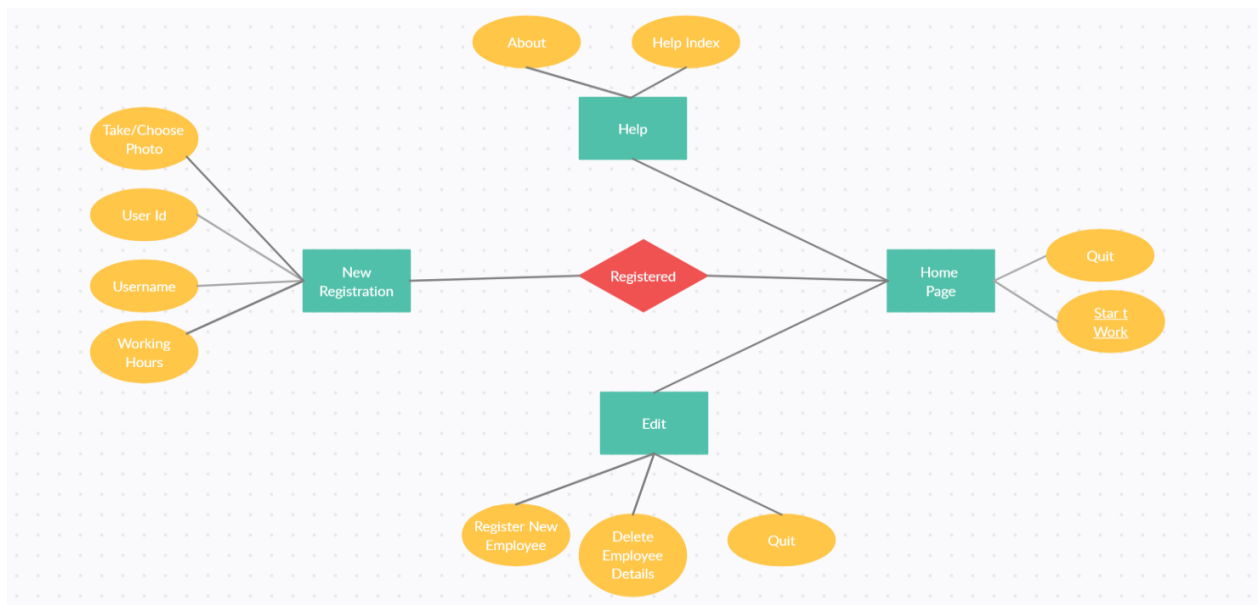 About
Help Index
Help
Take/Choose
Photo
User Id
Username
Working
Hours
New
Registration
Registered
Home
Page
Quit
Star t
Work
Edit
Register New
Employee
Delete
Employee
Details
Quit